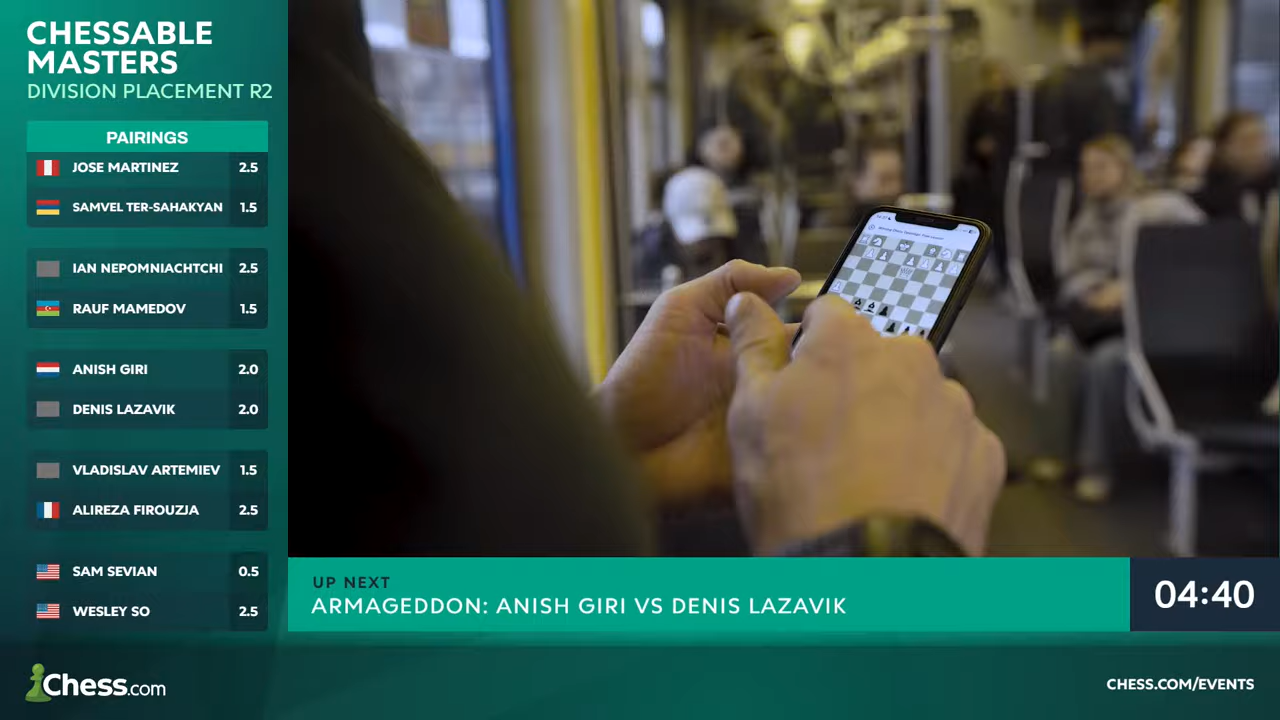 CHESSABLE
MASTERS
DIVISION PLACEMENT R2
PAIRINGS
JOSE MARTINEZ 2.5
SAMVEL TER-SAHAKYAN 1.5
IAN NEPOMNIACHTCHI 2.5
RAUF MAMEDOV 1.5
ANISH GIRI 2.0
DENIS LAZAVIK 2.0
VLADISLAV ARTEMIEV 1.5
ALIREZA FIROUZJA 2.5
SAM SEVIAN 0.5
WESLEY SO 2.5
UP NEXT
ARMAGEDDON: ANISH GIRI VS DENIS LAZAVIK
04:40
Chess.com
CHESS.COM/EVENTS